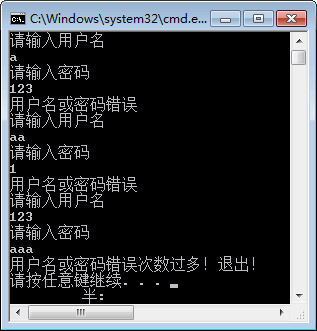 C:\Windows\system32\cmd.e...
请输入用户名
a
请输入密码
123
用户名或密码错误
请输入用户名
aa
请输入密码
1
用户名或密码错误
请输入用户名
123
请输入密码
aaa
用户名或密码错误次数过多！退出！
请按任意键继续. . .
半：